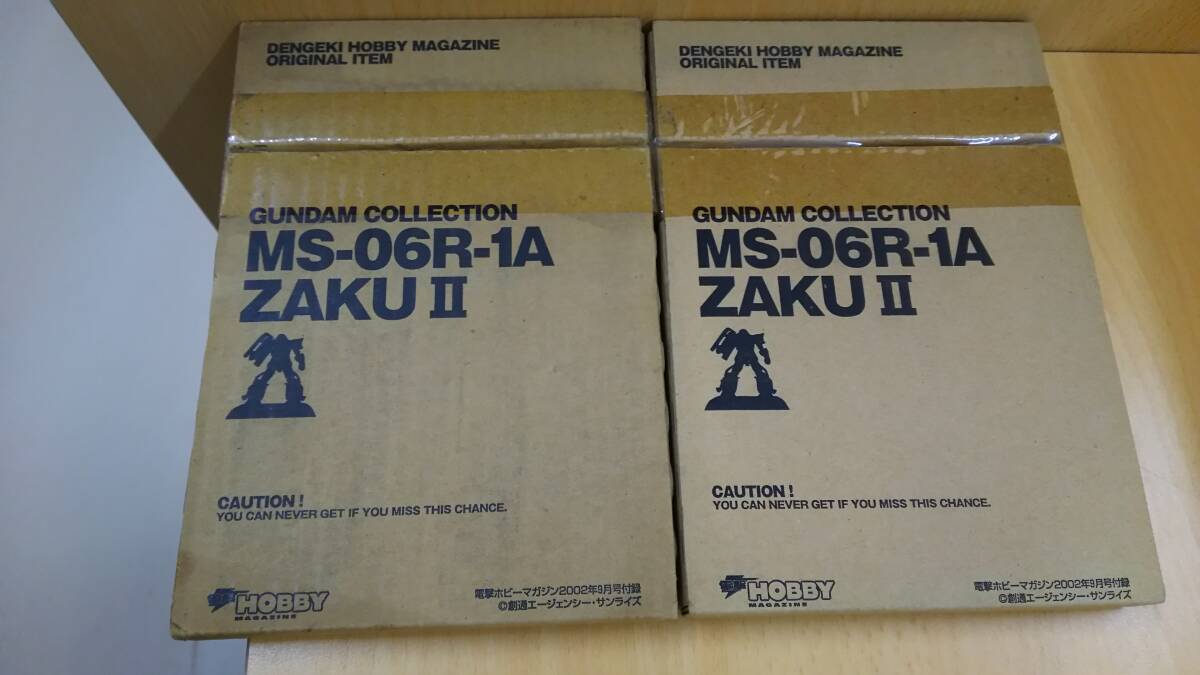 DENGEKI HOBBY MAGAZINE
ORIGINAL ITEM
GUNDAM COLLECTION
MS-06R-1A
ZAKU II
CAUTION !
YOU CAN NEVER GET IF YOU MISS THIS CHANCE.
電撃 HOBBY
MAGAZINE
電撃ホビーマガジン2002年9月号付録
©創通エージェンシー・サンライズ
DENGEKI HOBBY MAGAZINE
ORIGINAL ITEM
GUNDAM COLLECTION
MS-06R-1A
ZAKU II
CAUTION !
YOU CAN NEVER GET IF YOU MISS THIS CHANCE.
電撃 HOBBY
MAGAZINE
電撃ホビーマガジン2002年9月号付録
©創通エージェンシー・サンライズ